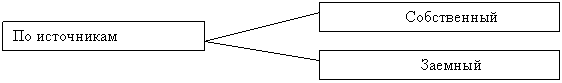 По источникам
Собственный
Заемный